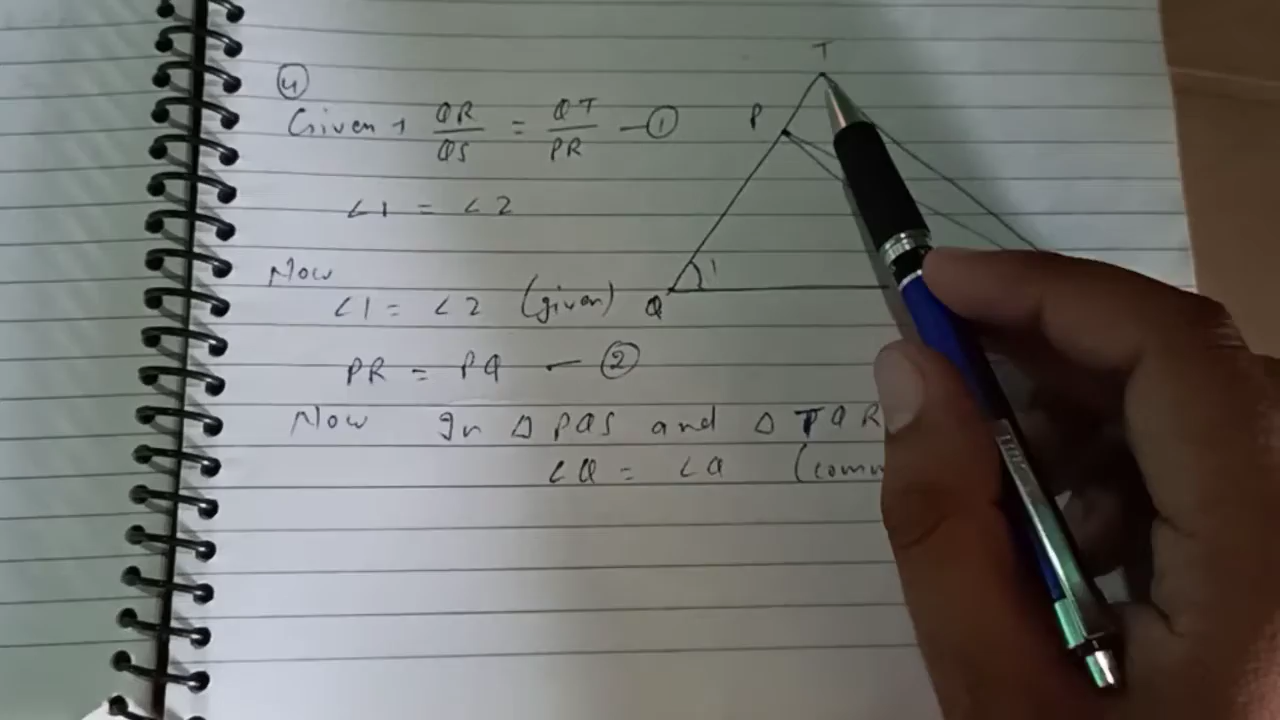 ④
Given → QR/QS = QT/PR — ①
∠1 = ∠2
Now
∠1 = ∠2 (given)
PR = PQ — ②
Now In Δ PQS and Δ TQR
∠Q = ∠Q (comm
T
P
1
Q